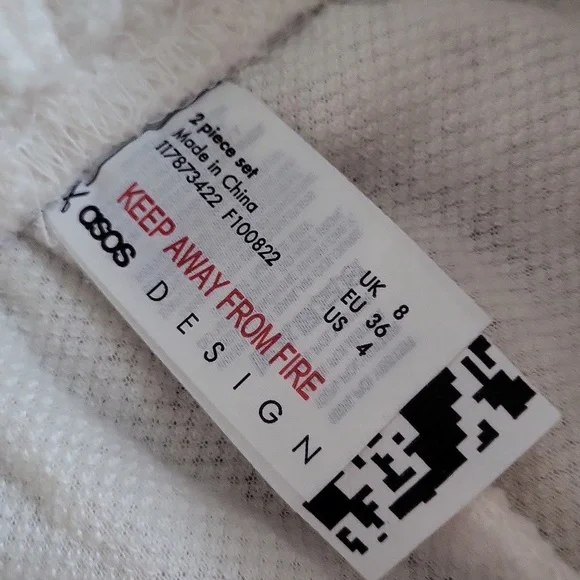 2 piece set
Made in China
117873422 F100822
UK 8
EU 36
US 4
KEEP AWAY FROM FIRE
asos
DESIGN